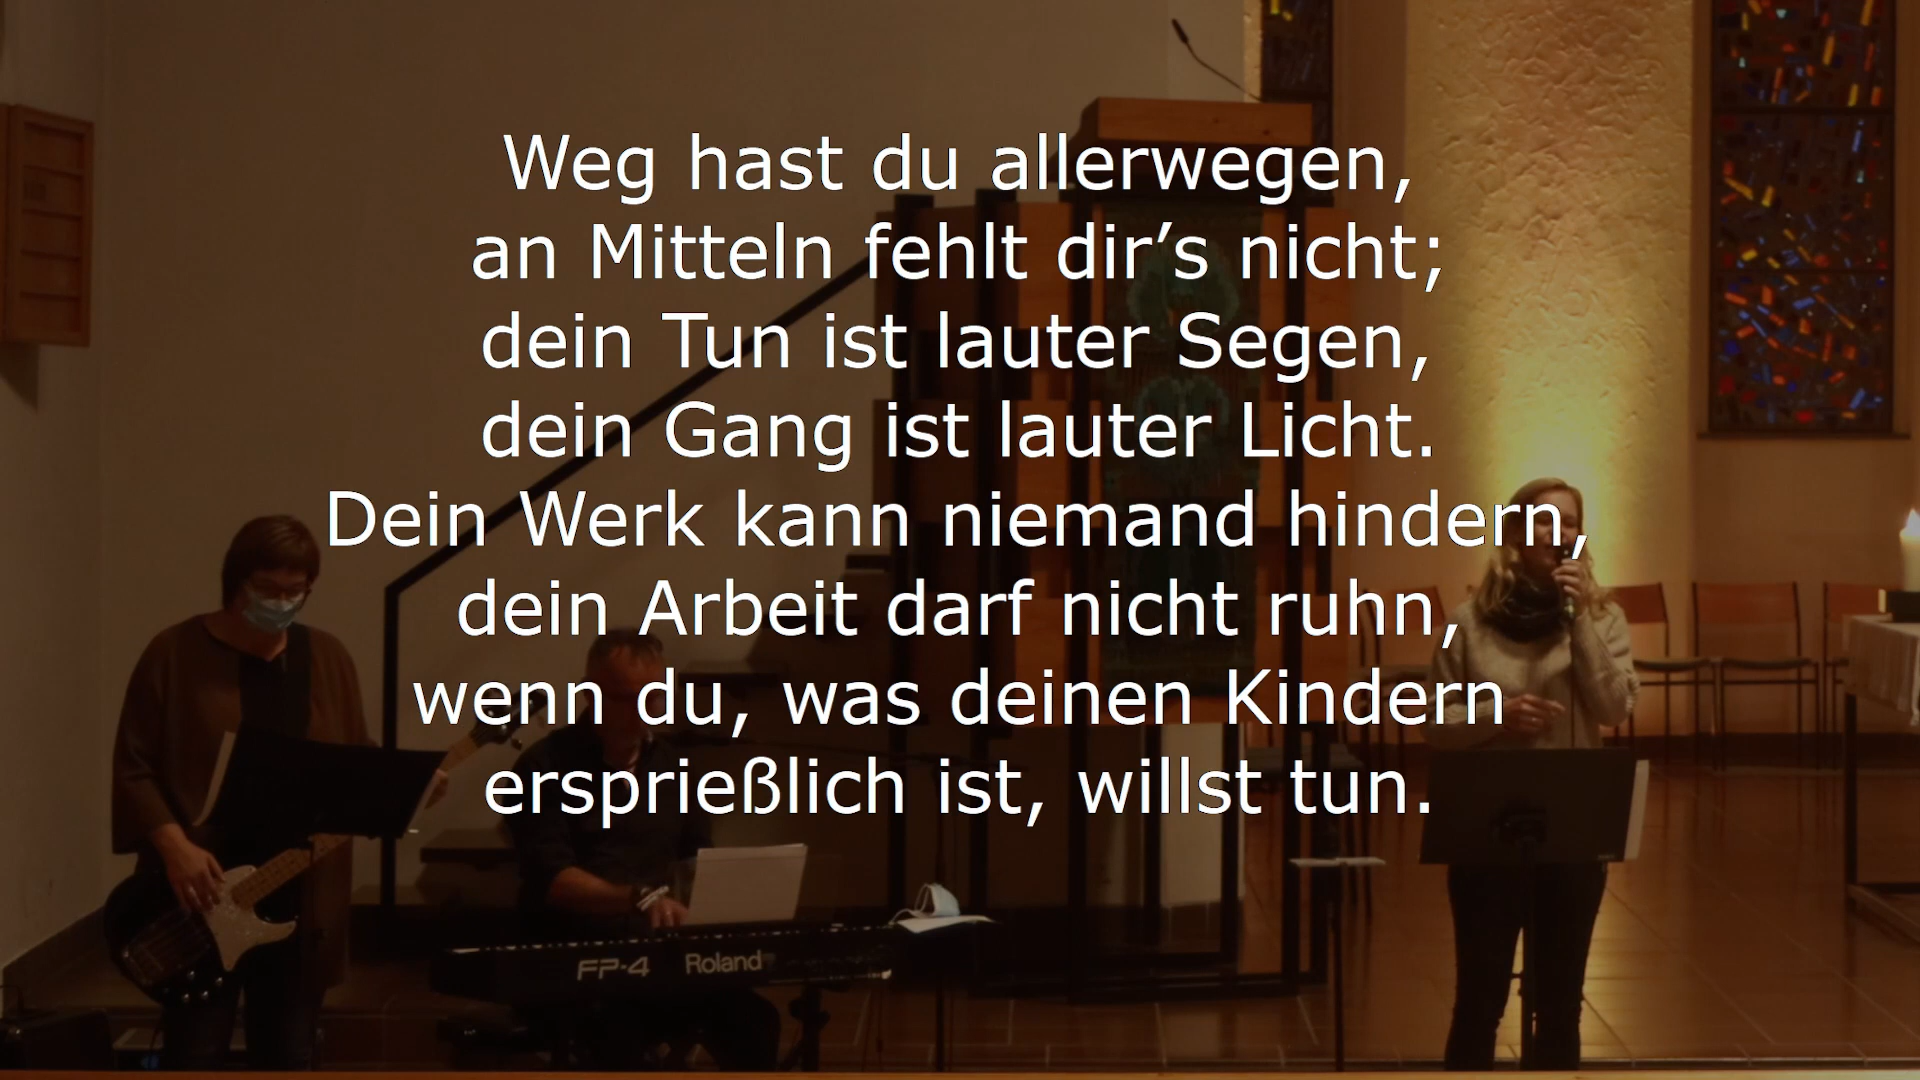 Weg hast du allerwegen,
an Mitteln fehlt dir’s nicht;
dein Tun ist lauter Segen,
dein Gang ist lauter Licht.
Dein Werk kann niemand hindern,
dein Arbeit darf nicht ruhn,
wenn du, was deinen Kindern
ersprießlich ist, willst tun.
FP-4 Roland